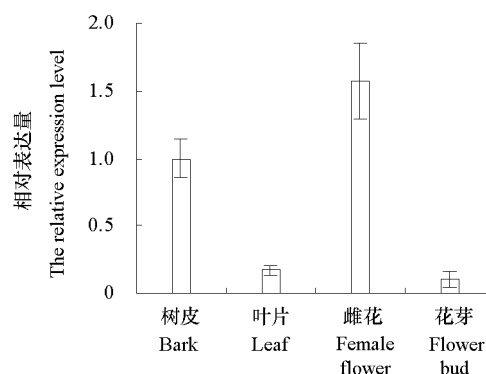 相对表达量
The relative expression level
2.0
1.5
1.0
0.5
0
树皮 叶片 雌花 花芽
Bark Leaf Female Flower
flower bud